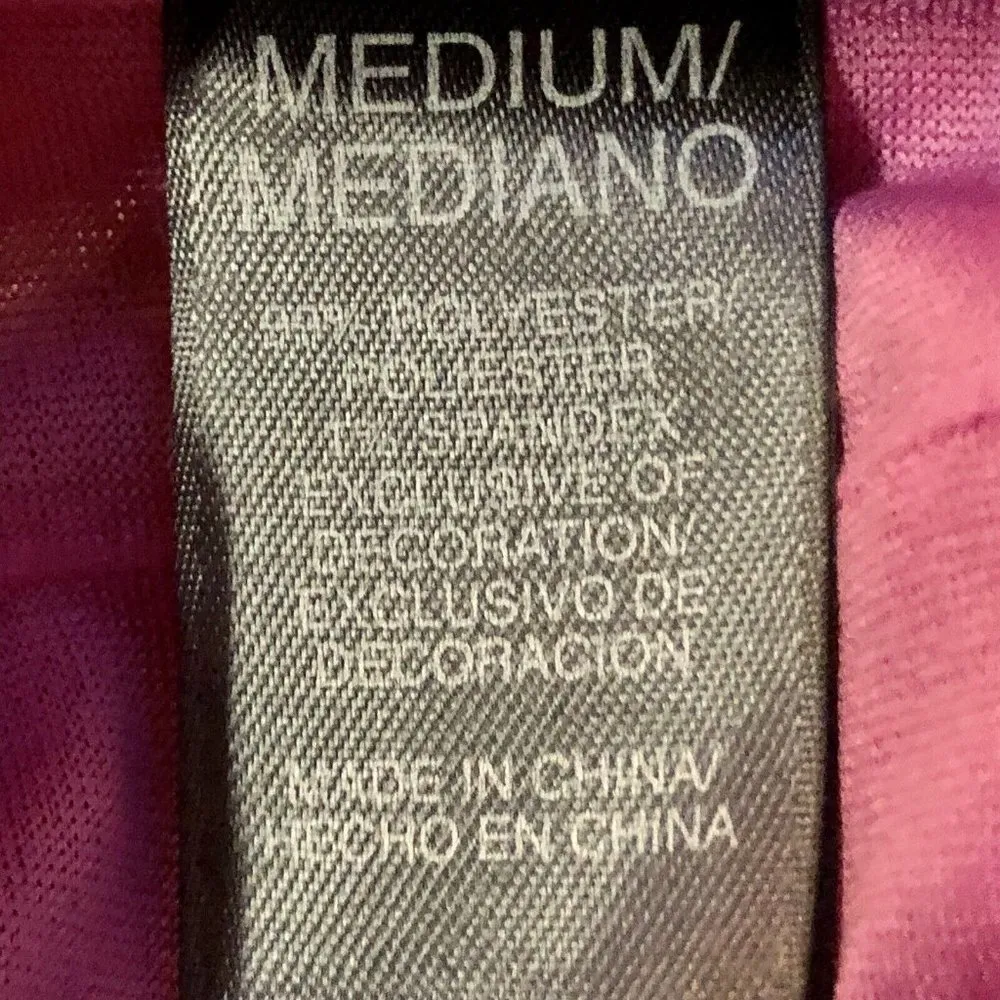 MEDIUM/
MEDIANO
POLYESTER/
POLIESTER
SPANDEX
EXCLUSIVE OF
DECORATION/
EXCLUSIVO DE
DECORACION
MADE IN CHINA/
HECHO EN CHINA